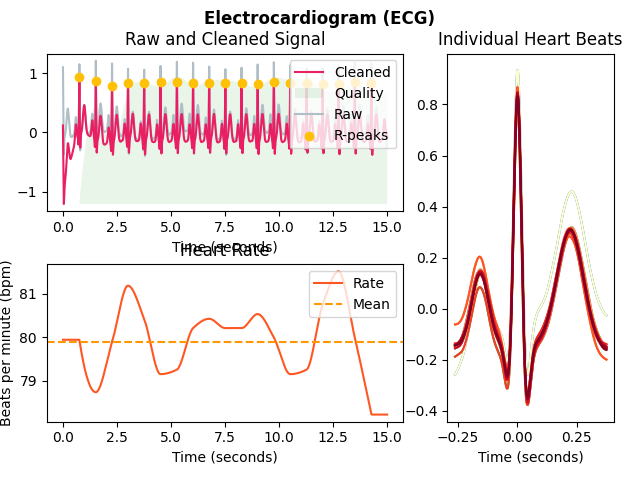 Electrocardiogram (ECG)
Raw and Cleaned Signal
Individual Heart Beats
1
0
−1
Cleaned
Quality
Raw
R-peaks
0.0 2.5 5.0 7.5 10.0 12.5 15.0
Time (seconds)
Heart Rate
Beats per minute (bpm)
81
80
79
Rate
Mean
0.0 2.5 5.0 7.5 10.0 12.5 15.0
Time (seconds)
0.8
0.6
0.4
0.2
0.0
−0.2
−0.4
−0.25 0.00 0.25
Time (seconds)